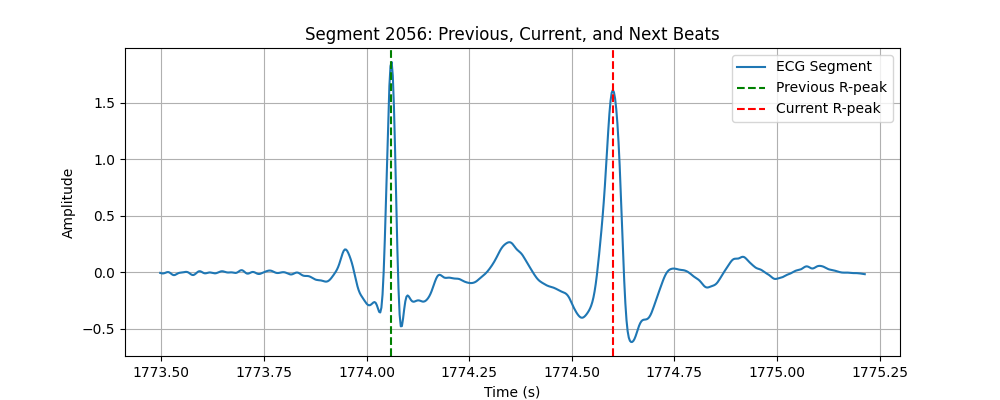 Segment 2056: Previous, Current, and Next Beats
ECG Segment
Previous R-peak
Current R-peak
Amplitude
1.5
1.0
0.5
0.0
−0.5
1773.50 1773.75 1774.00 1774.25 1774.50 1774.75 1775.00 1775.25
Time (s)